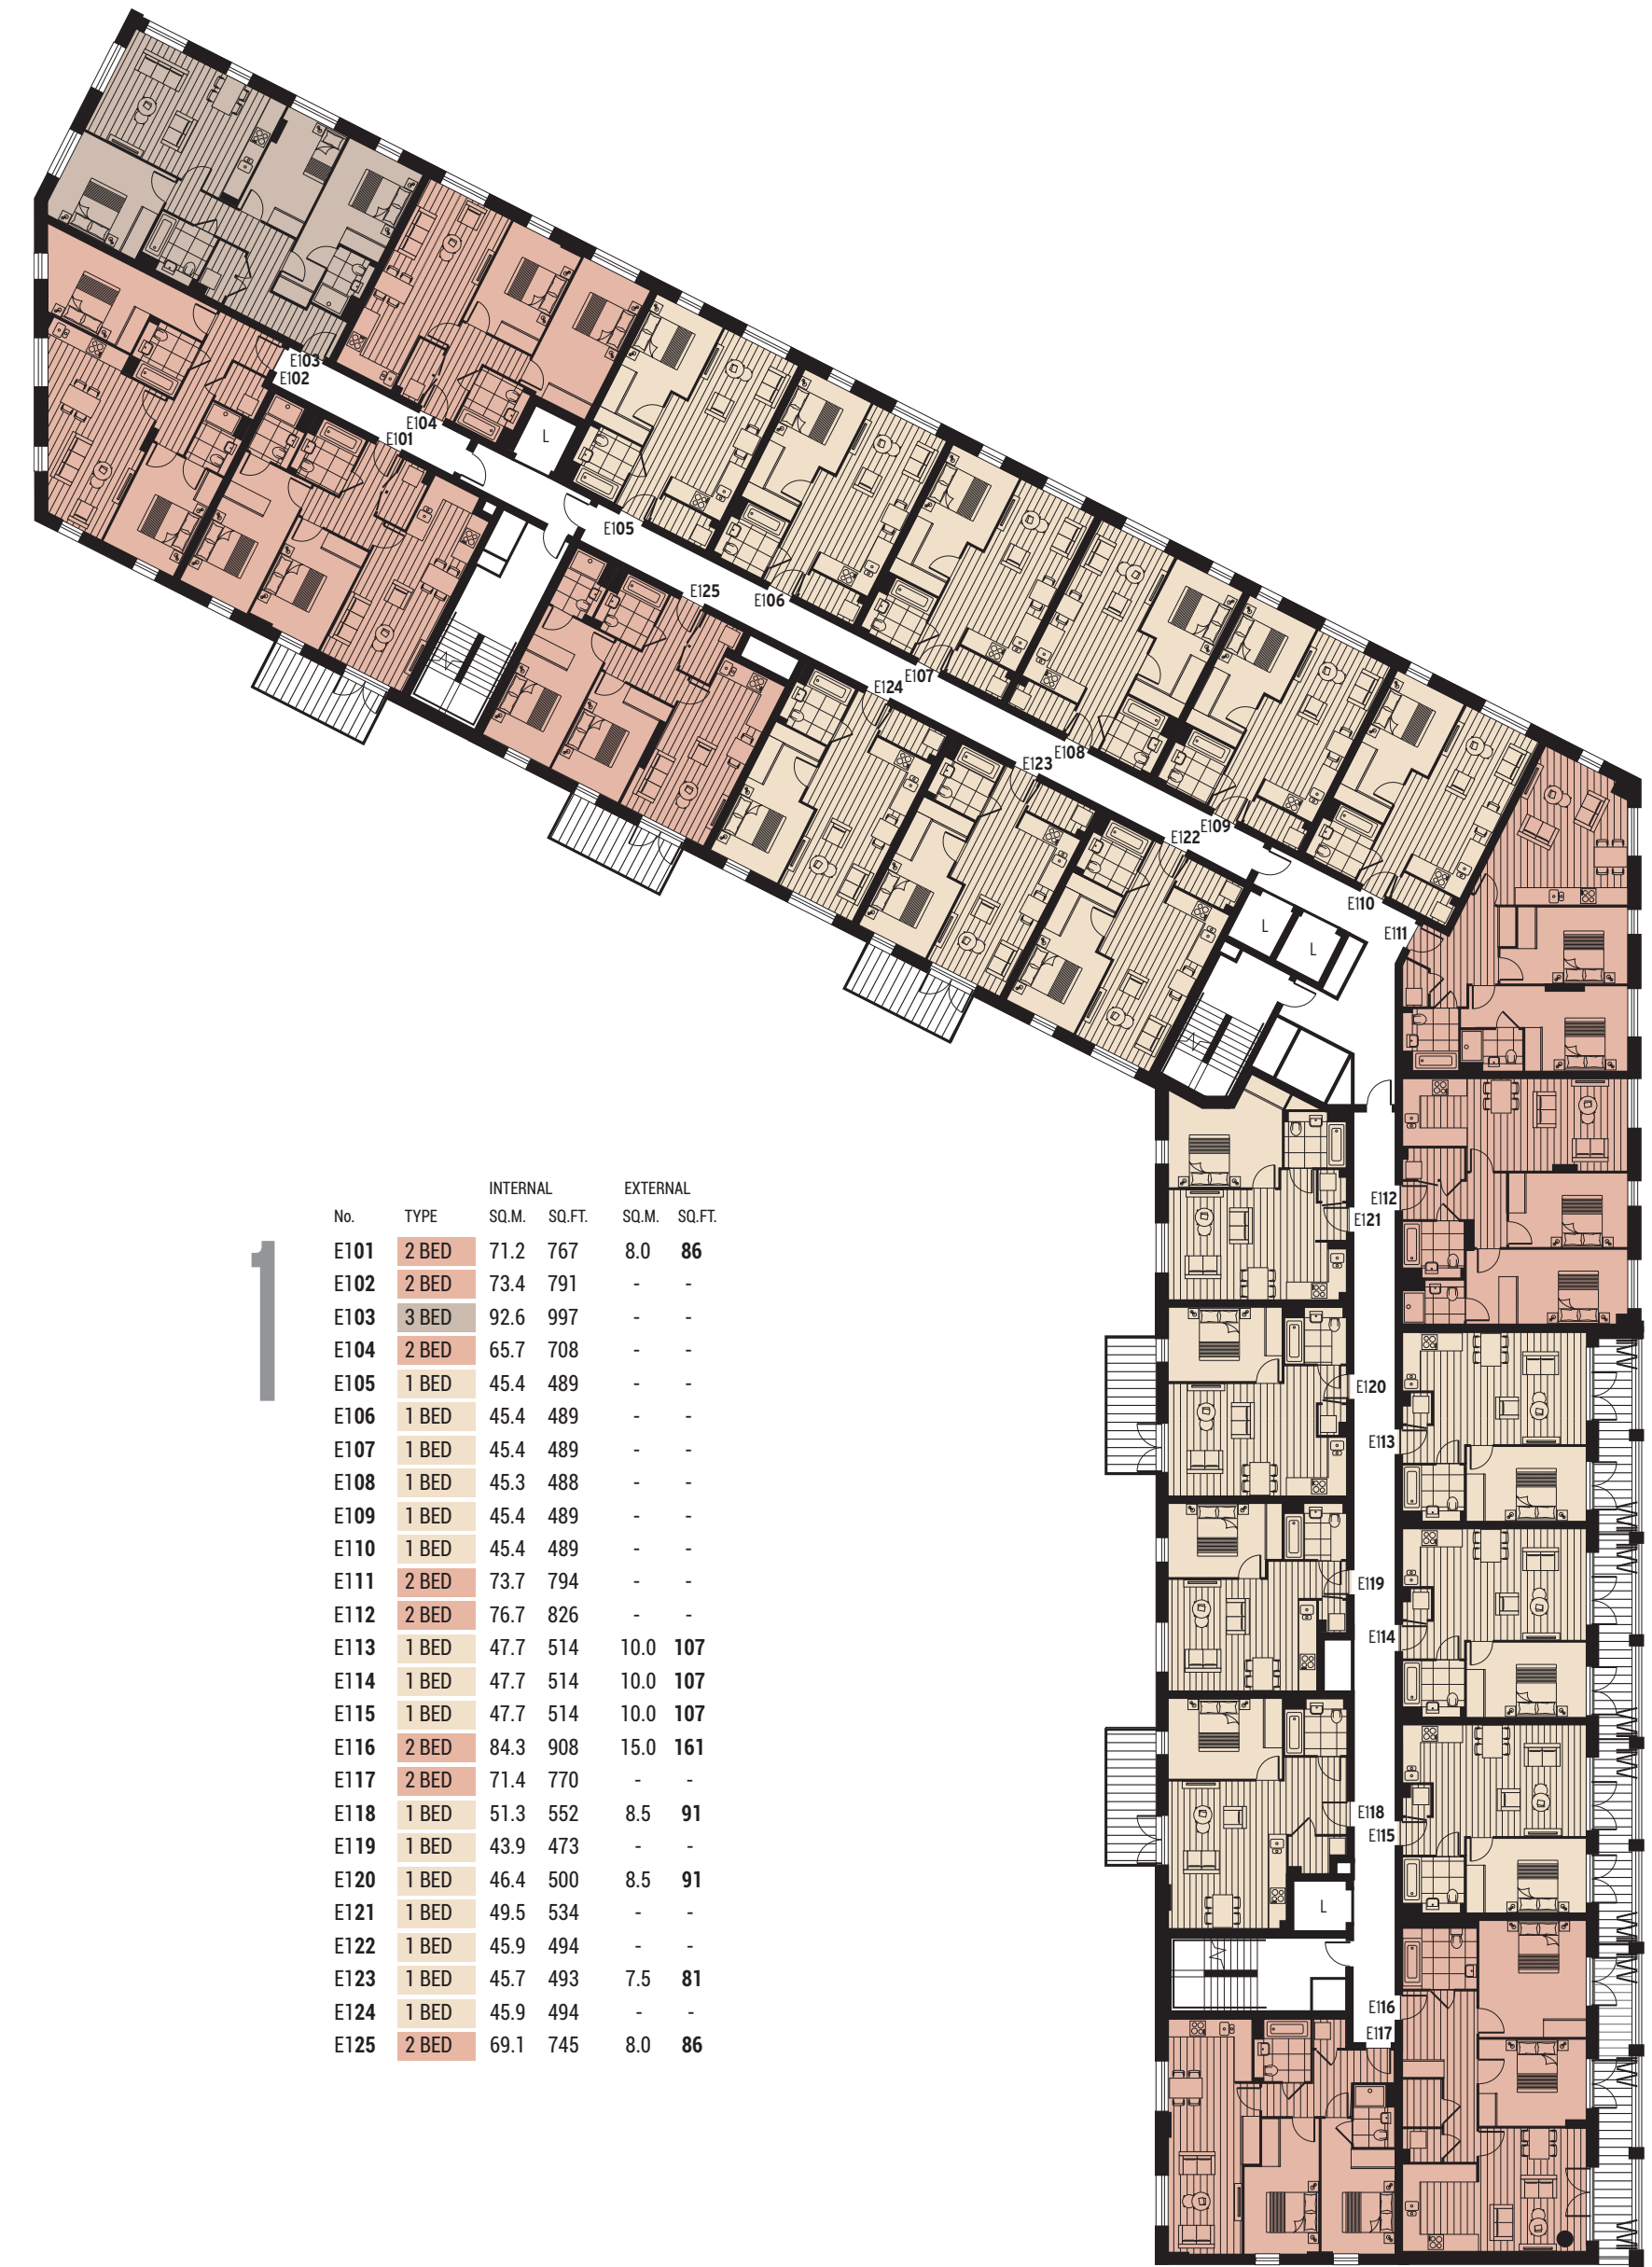 E103
E102
E104
E101
L
E105
E125
E106
E107
E124
E108
E123
E109
E122
E110
E111
L
L
E112
E121
E120
E113
E119
E114
E118
E115
L
E116
E117
1
INTERNAL EXTERNAL
No. TYPE SQ.M. SQ.FT. SQ.M. SQ.FT.
E101 2 BED 71.2 767 8.0 86
E102 2 BED 73.4 791 - -
E103 3 BED 92.6 997 - -
E104 2 BED 65.7 708 - -
E105 1 BED 45.4 489 - -
E106 1 BED 45.4 489 - -
E107 1 BED 45.4 489 - -
E108 1 BED 45.3 488 - -
E109 1 BED 45.4 489 - -
E110 1 BED 45.4 489 - -
E111 2 BED 73.7 794 - -
E112 2 BED 76.7 826 - -
E113 1 BED 47.7 514 10.0 107
E114 1 BED 47.7 514 10.0 107
E115 1 BED 47.7 514 10.0 107
E116 2 BED 84.3 908 15.0 161
E117 2 BED 71.4 770 - -
E118 1 BED 51.3 552 8.5 91
E119 1 BED 43.9 473 - -
E120 1 BED 46.4 500 8.5 91
E121 1 BED 49.5 534 - -
E122 1 BED 45.9 494 - -
E123 1 BED 45.7 493 7.5 81
E124 1 BED 45.9 494 - -
E125 2 BED 69.1 745 8.0 86